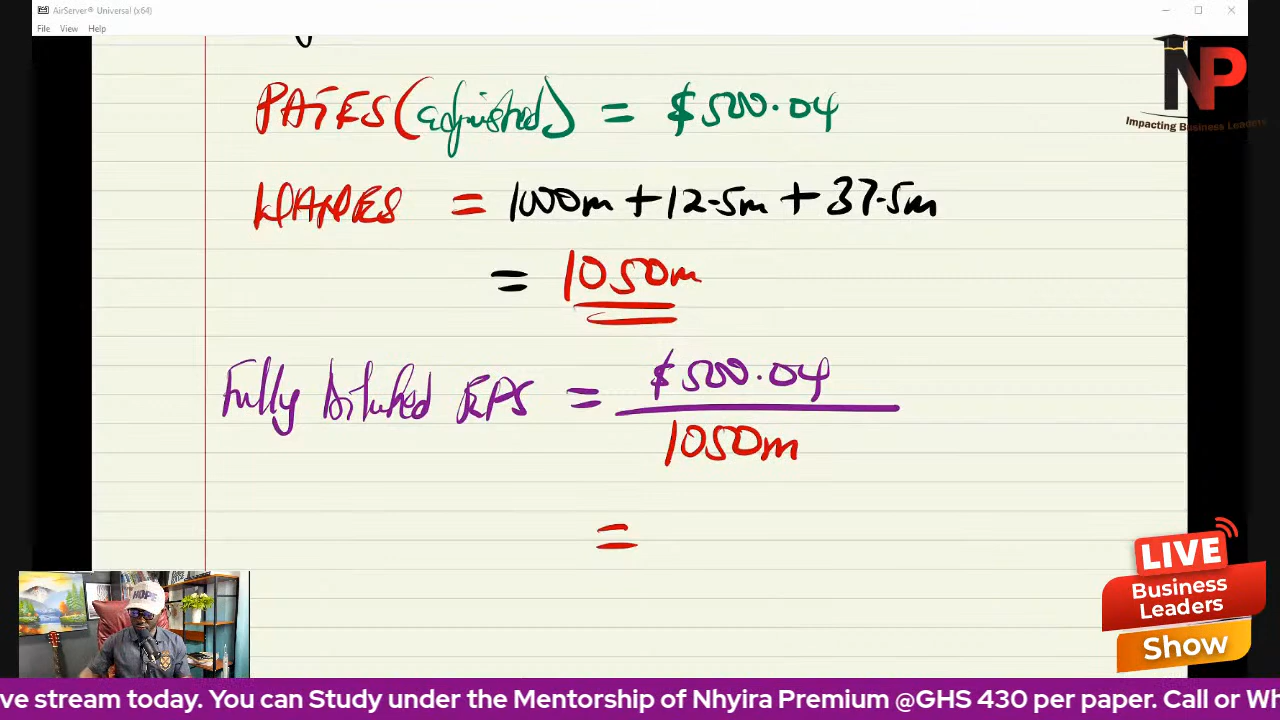 AirServer® Universal (x64)
File View Help
NP
Impacting Business Leaders
PATES (adjusted) = $500.04
= 1000m + 12.5m + 37.5m
= 1050m
Fully Diluted EPS = $500.04
1050m
=
HOPE
LIVE
Business
Leaders
Show
ve stream today. You can Study under the Mentorship of Nhyira Premium @GHS 430 per paper. Call or Wh